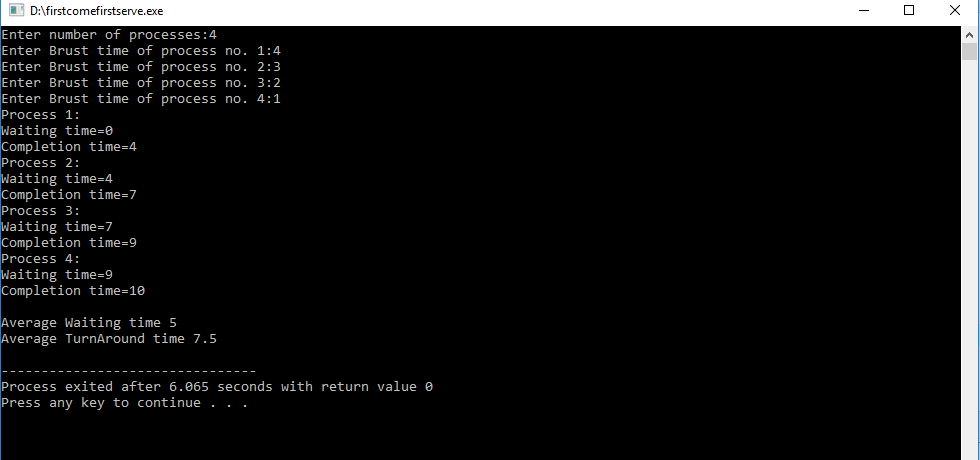 D:\firstcomefirstserve.exe
Enter number of processes:4
Enter Brust time of process no. 1:4
Enter Brust time of process no. 2:3
Enter Brust time of process no. 3:2
Enter Brust time of process no. 4:1
Process 1:
Waiting time=0
Completion time=4
Process 2:
Waiting time=4
Completion time=7
Process 3:
Waiting time=7
Completion time=9
Process 4:
Waiting time=9
Completion time=10
Average Waiting time 5
Average TurnAround time 7.5
--------------------------------
Process exited after 6.065 seconds with return value 0
Press any key to continue . . .